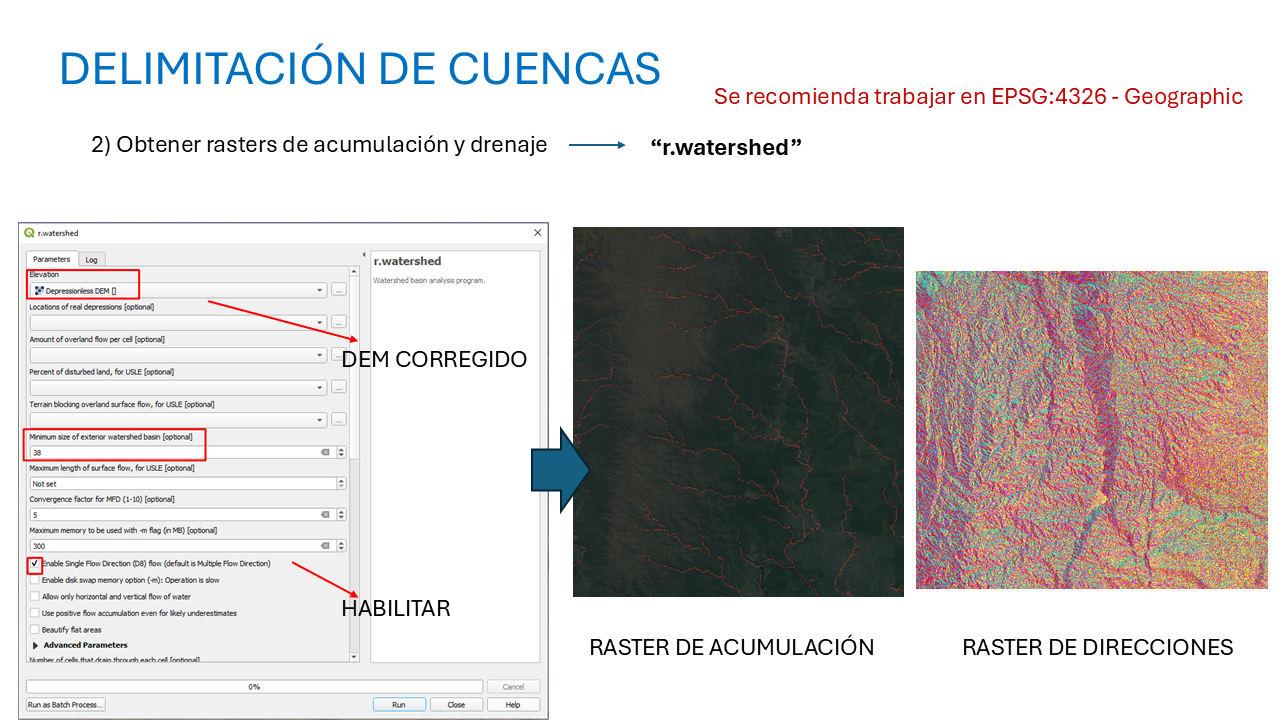 DELIMITACIÓN DE CUENCAS
Se recomienda trabajar en EPSG:4326 - Geographic
2) Obtener rasters de acumulación y drenaje
“r.watershed”
r.watershed
Parameters
Log
Elevation
Depressionless DEM []
...
Locations of real depressions [optional]
...
Amount of overland flow per cell [optional]
...
Percent of disturbed land, for USLE [optional]
...
Terrain blocking overland surface flow, for USLE [optional]
...
Minimum size of exterior watershed basin [optional]
38
Maximum length of surface flow, for USLE [optional]
Not set
Convergence factor for MFD (1-10) [optional]
5
Maximum memory to be used with -m flag (in MB) [optional]
300
Enable Single Flow Direction (D8) flow (default is Multiple Flow Direction)
Enable disk swap memory option (-m): Operation is slow
Allow only horizontal and vertical flow of water
Use positive flow accumulation even for likely underestimates
Beautify flat areas
Advanced Parameters
Number of cells that drain through each cell [optional]
r.watershed
Watershed basin analysis program.
DEM CORREGIDO
HABILITAR
0%
Cancel
Run as Batch Process...
Run
Close
Help
RASTER DE ACUMULACIÓN
RASTER DE DIRECCIONES